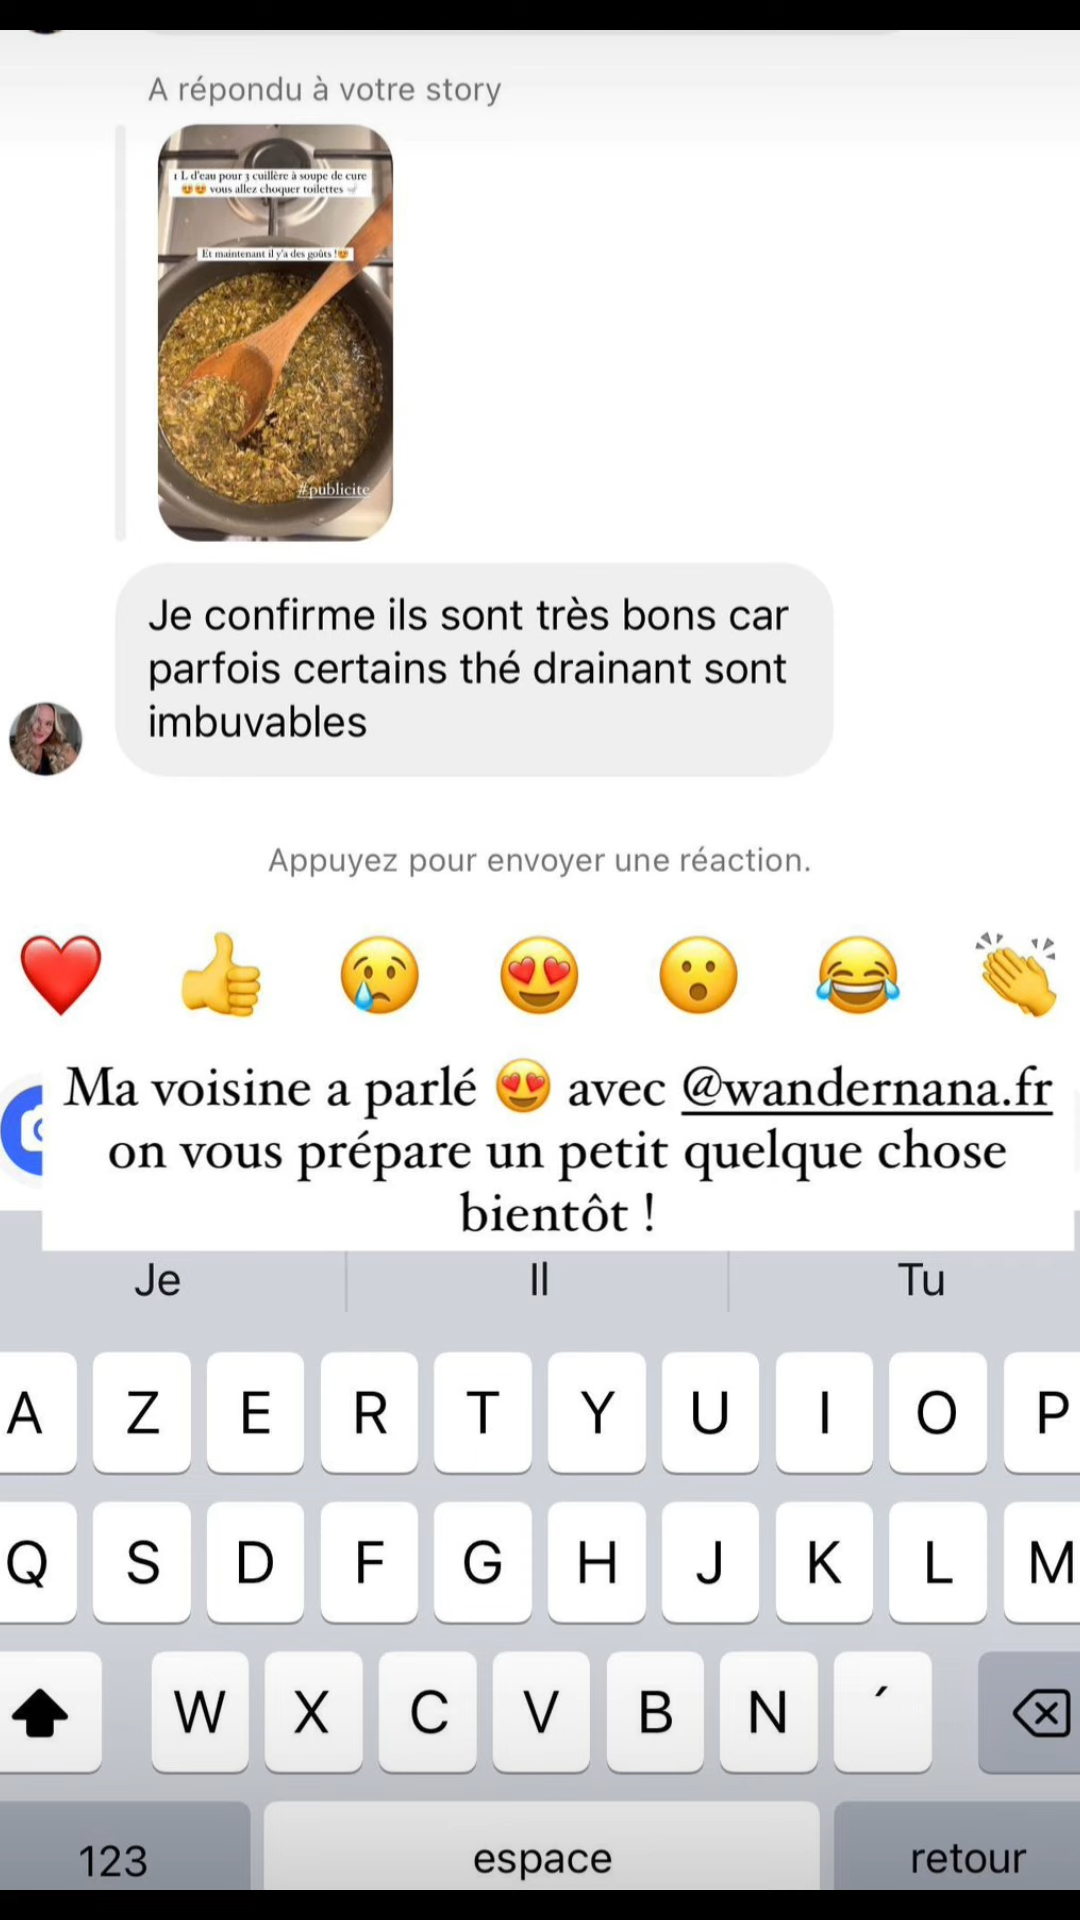 A répondu à votre story
1 L d'eau pour 3 cuillère à soupe de cure
😍😍 vous allez choquer toilettes
Et maintenant il y'a des goûts !😍
#publicite
Je confirme ils sont très bons car
parfois certains thé drainant sont
imbuvables
Appuyez pour envoyer une réaction.
Ma voisine a parlé 😍 avec @wandernana.fr
on vous prépare un petit quelque chose
bientôt !
Je Il Tu
A Z E R T Y U I O P
Q S D F G H J K L M
W X C V B N ´
123 espace retour